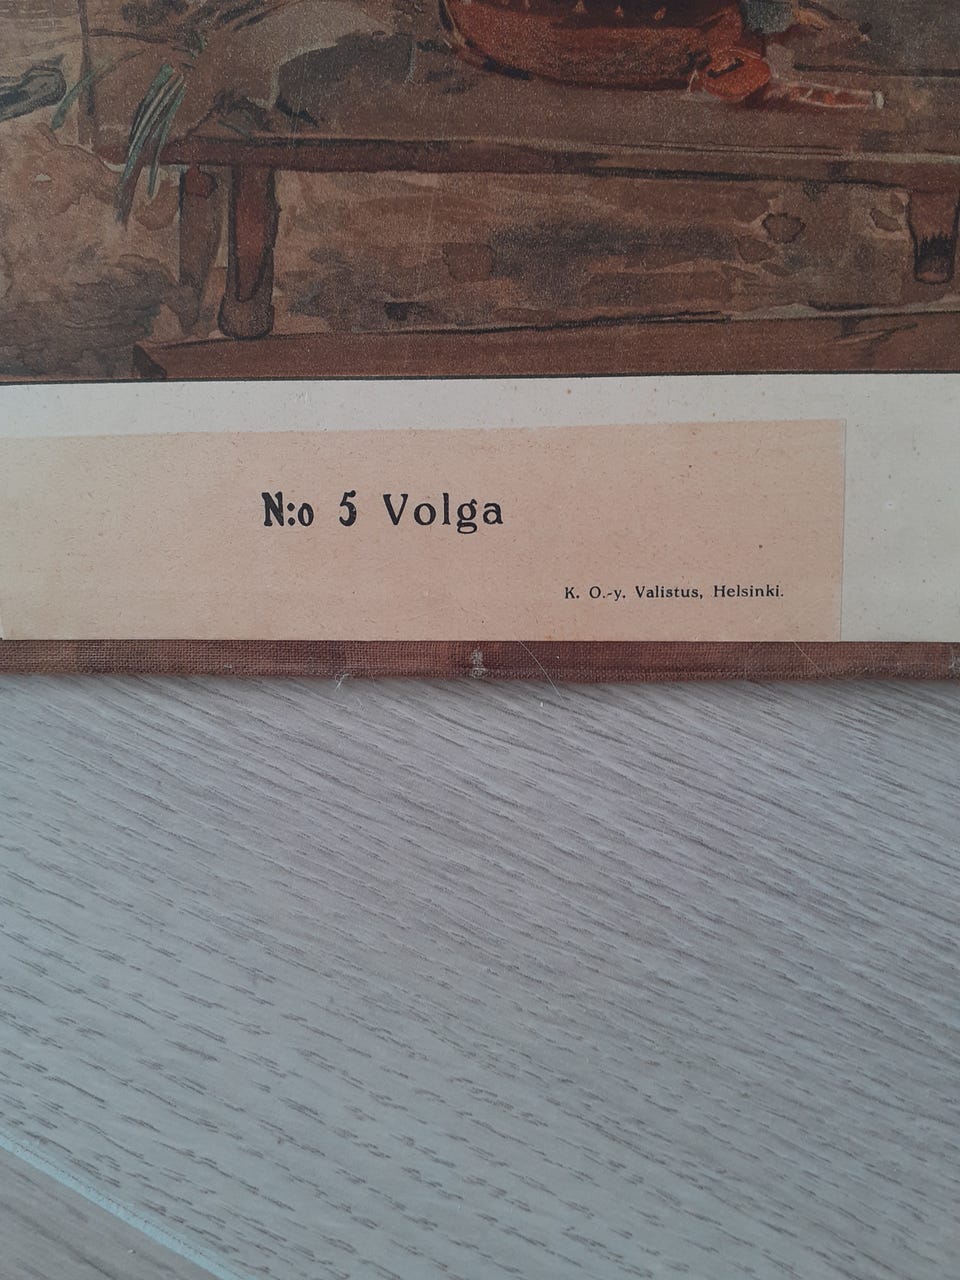 N:o 5 Volga
K. O.-y. Valistus, Helsinki.